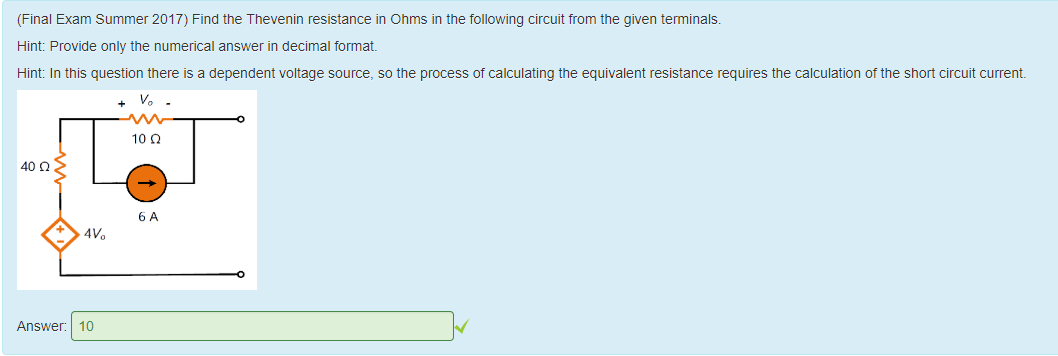 (Final Exam Summer 2017) Find the Thevenin resistance in Ohms in the following circuit from the given terminals.
Hint: Provide only the numerical answer in decimal format.
Hint: In this question there is a dependent voltage source, so the process of calculating the equivalent resistance requires the calculation of the short circuit current.
+ Vₒ -
10 Ω
40 Ω
6 A
+
4Vₒ
-
Answer: 10